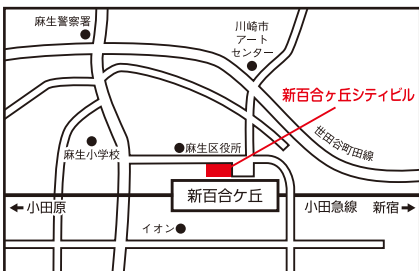 麻生警察署
川崎市
アート
センター
新百合ヶ丘シティビル
世田谷町田線
麻生区役所
麻生小学校
新百合ケ丘
←小田原
小田急線
新宿→
イオン